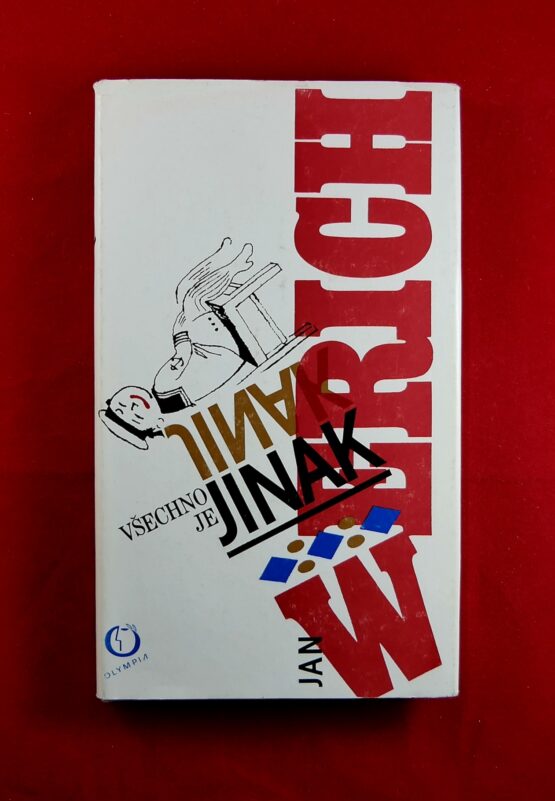 JAN
WERICH
VŠECHNO
JE
JINAK
JINAK
OLYMPIA